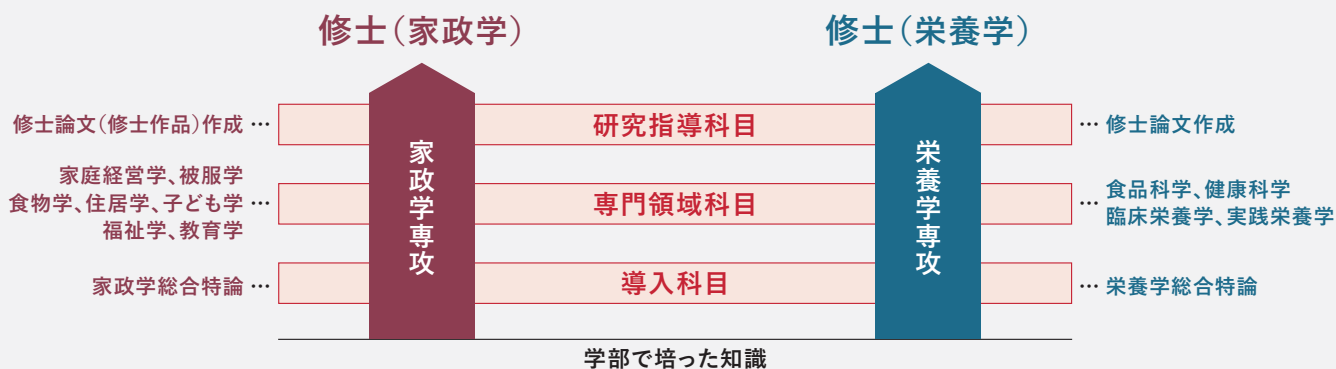 修士（家政学）
修士（栄養学）
修士論文（修士作品）作成 …
研究指導科目
… 修士論文作成
家庭経営学、被服学
食物学、住居学、子ども学 …
福祉学、教育学
専門領域科目
… 食品科学、健康科学
臨床栄養学、実践栄養学
家政学総合特論 …
導入科目
… 栄養学総合特論
家政学専攻
栄養学専攻
学部で培った知識